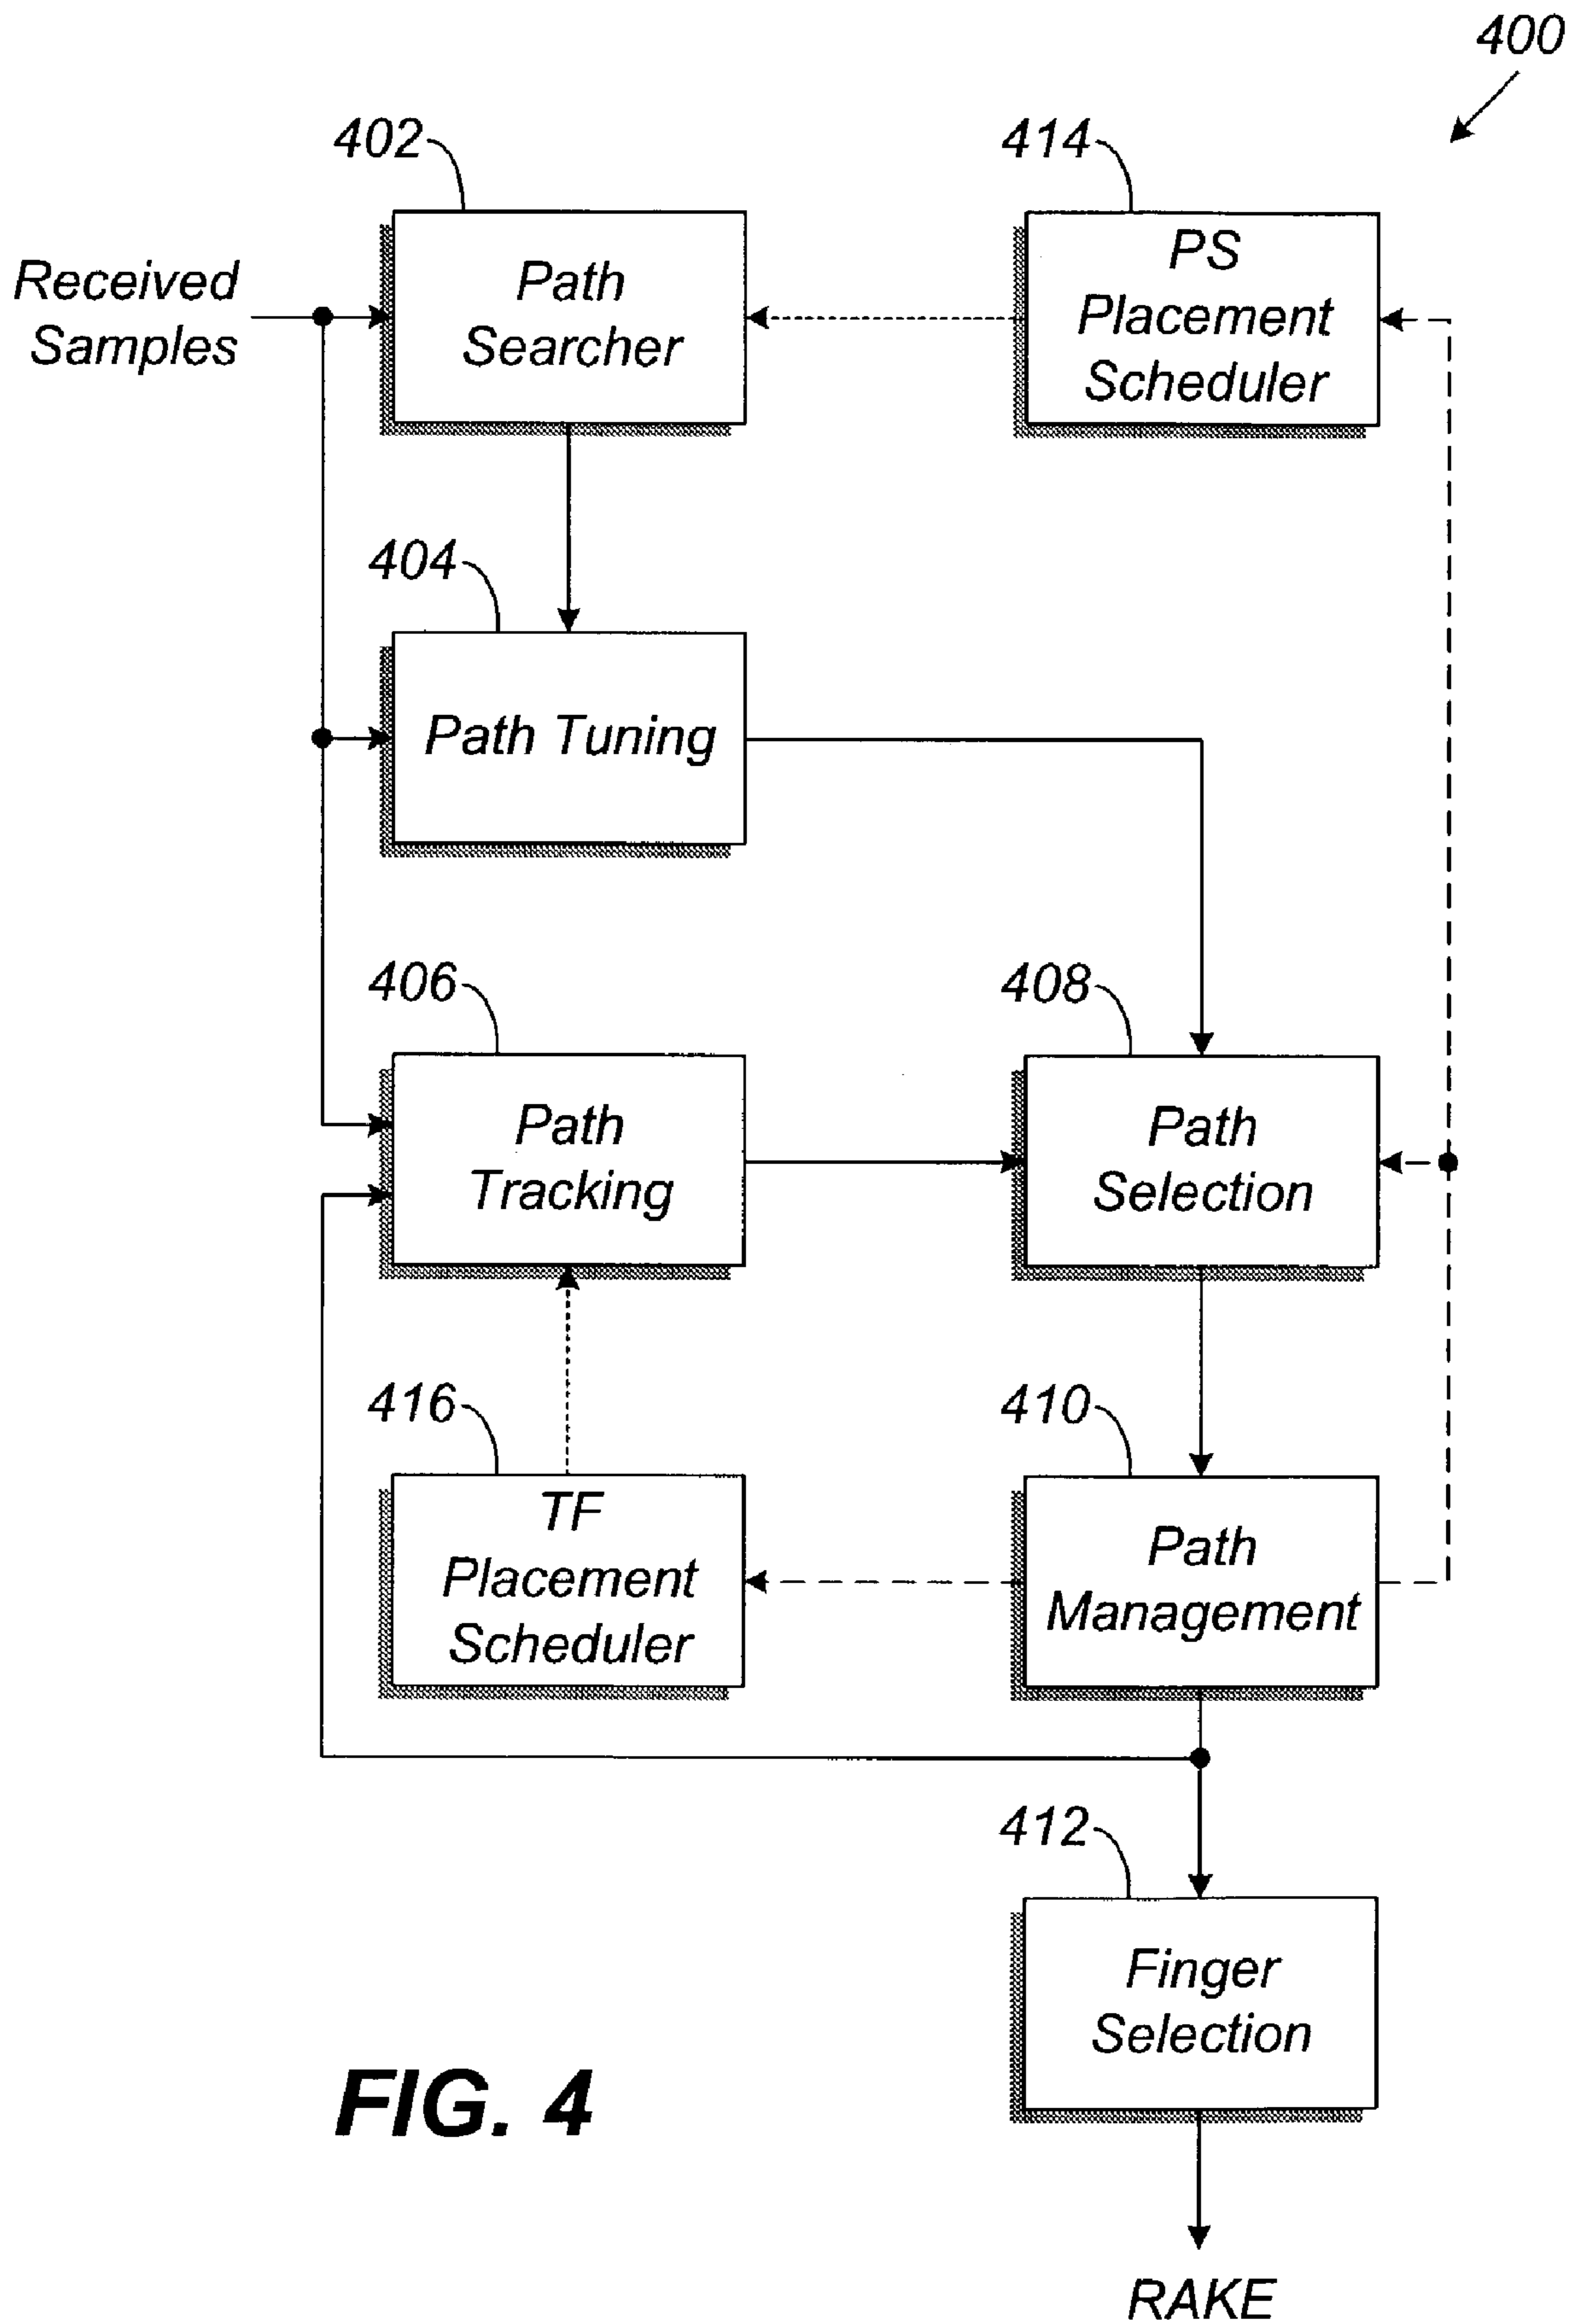 400
402
414
Received
Samples
Path
Searcher
PS
Placement
Scheduler
404
Path Tuning
406
408
Path
Tracking
Path
Selection
416
410
TF
Placement
Scheduler
Path
Management
412
Finger
Selection
FIG. 4
RAKE